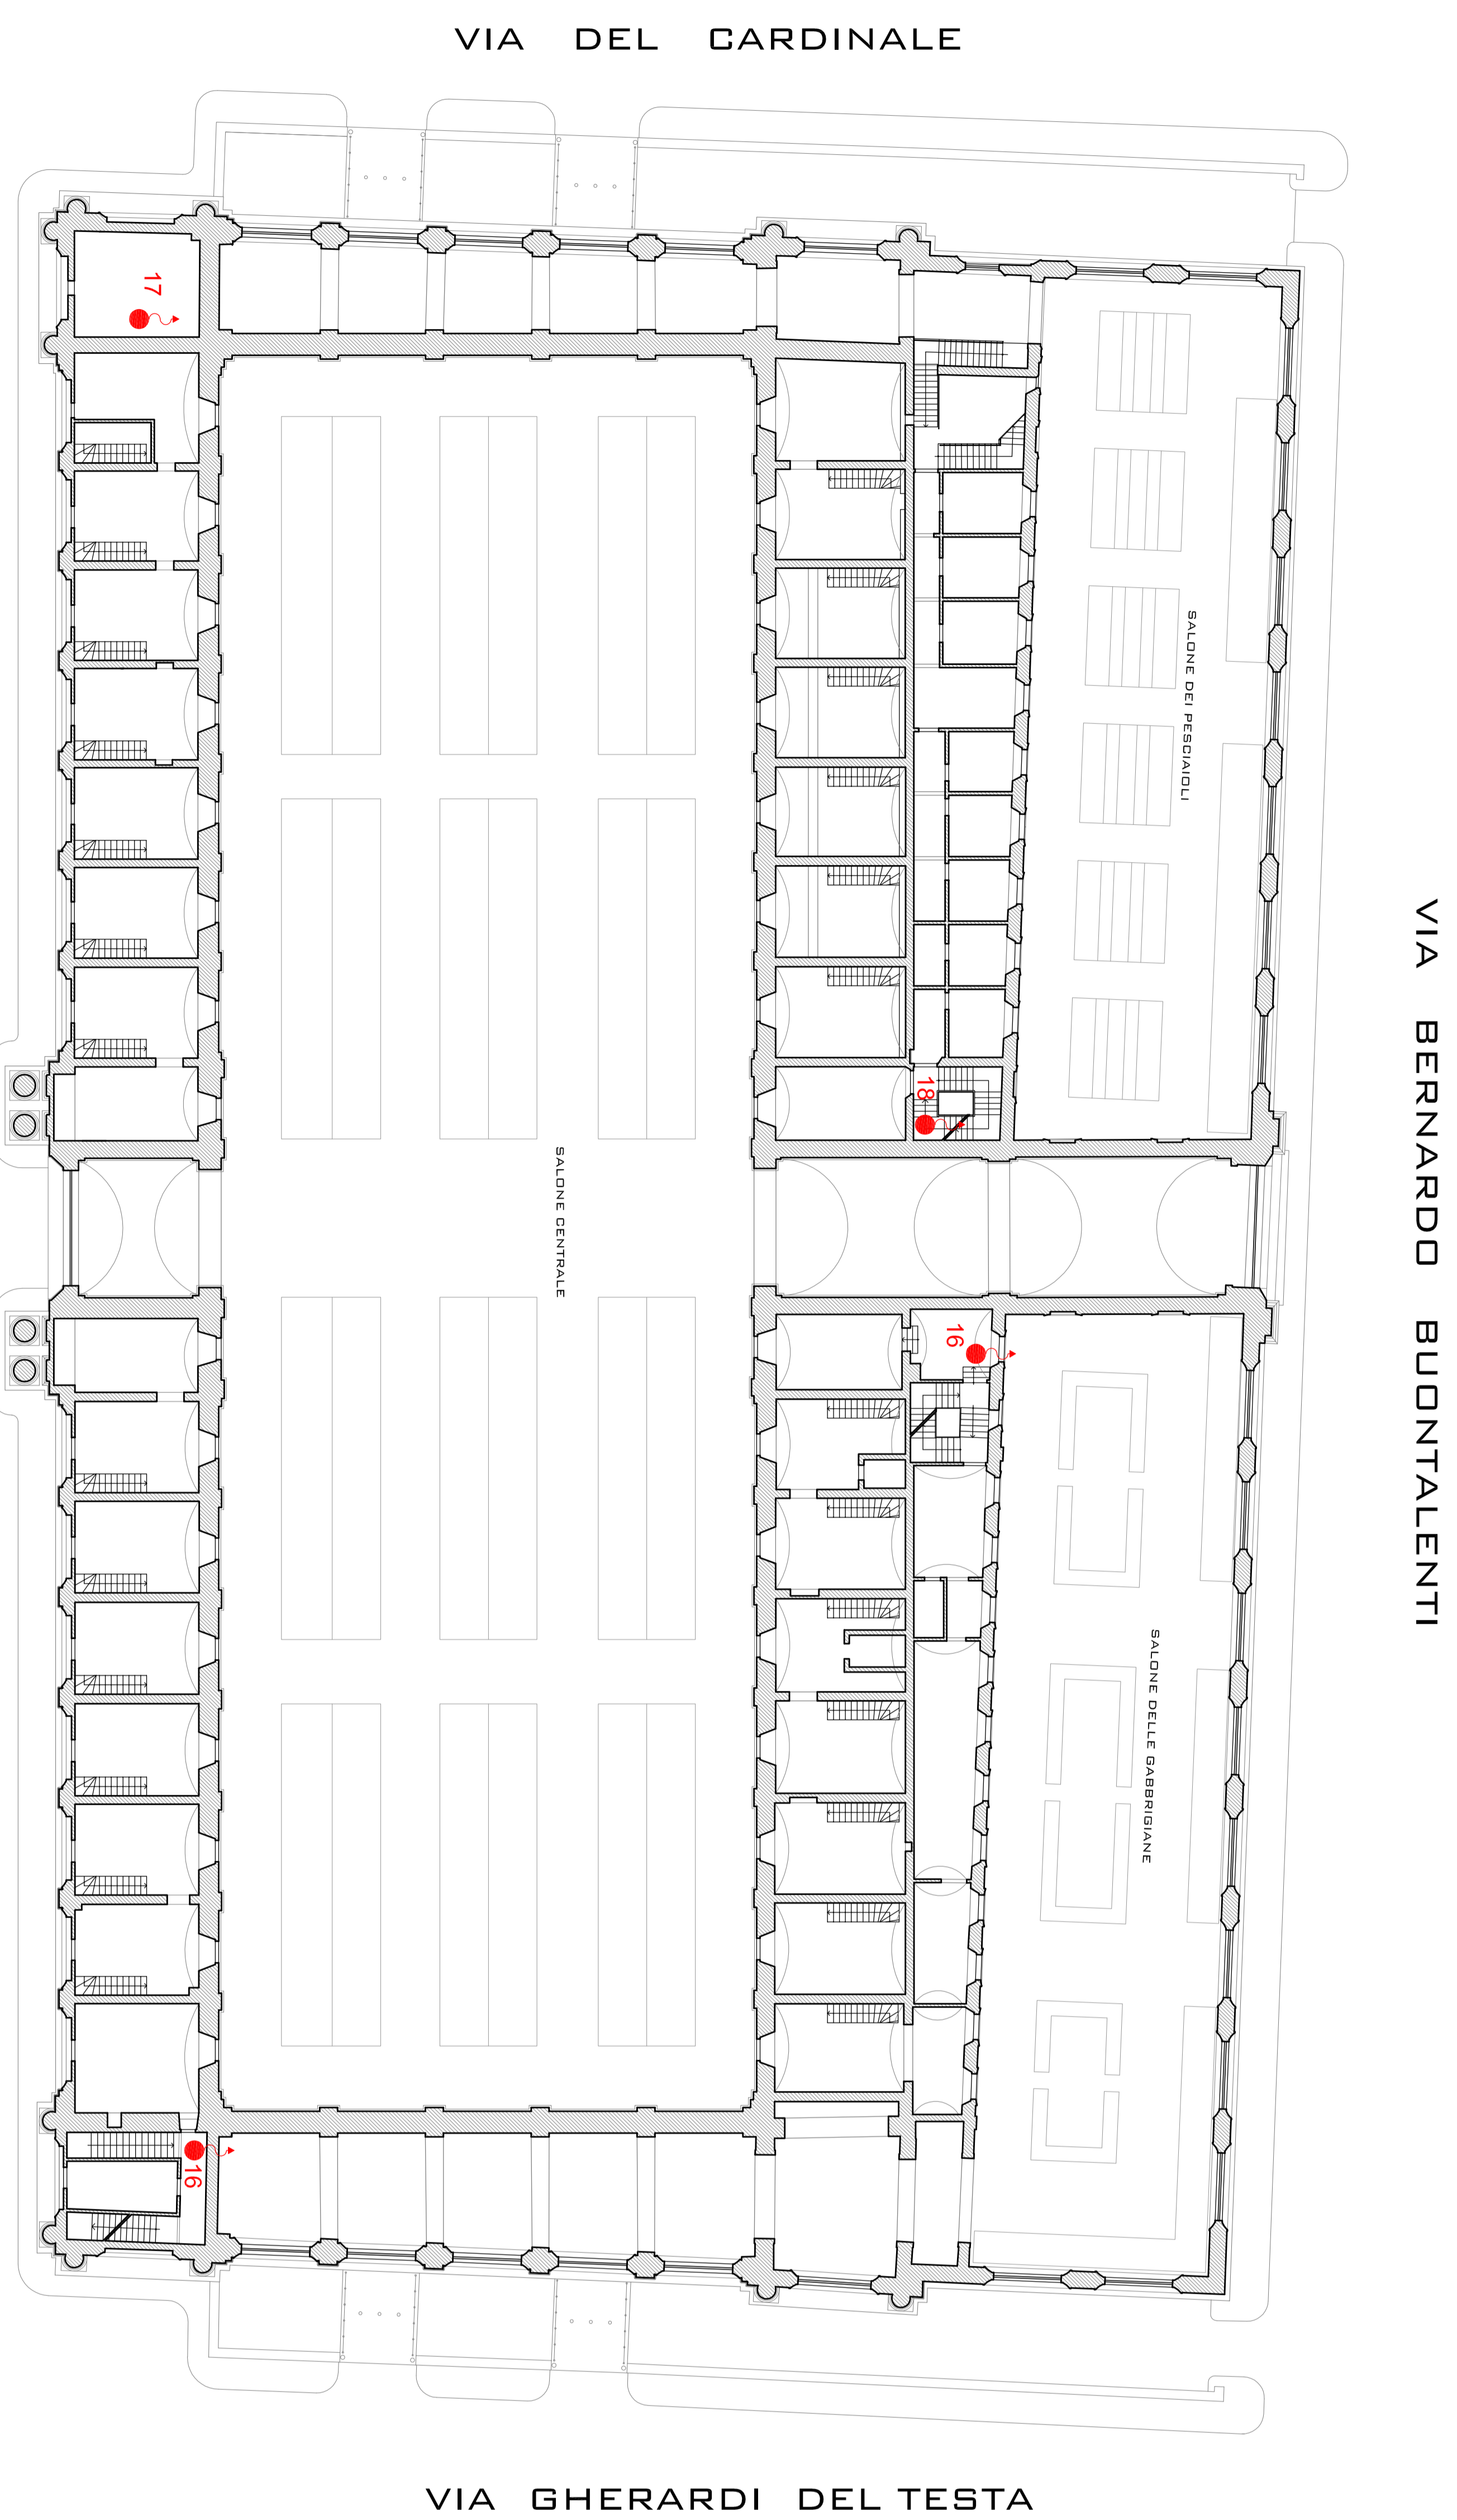 VIA DEL CARDINALE
17
SALONE DEI PESCIAIOLI
VIA BERNARDO BUONTALENTI
18
SALONE CENTRALE
16
SALONE DELLE GABBRIGIANE
16
VIA GHERARDI DEL TESTA